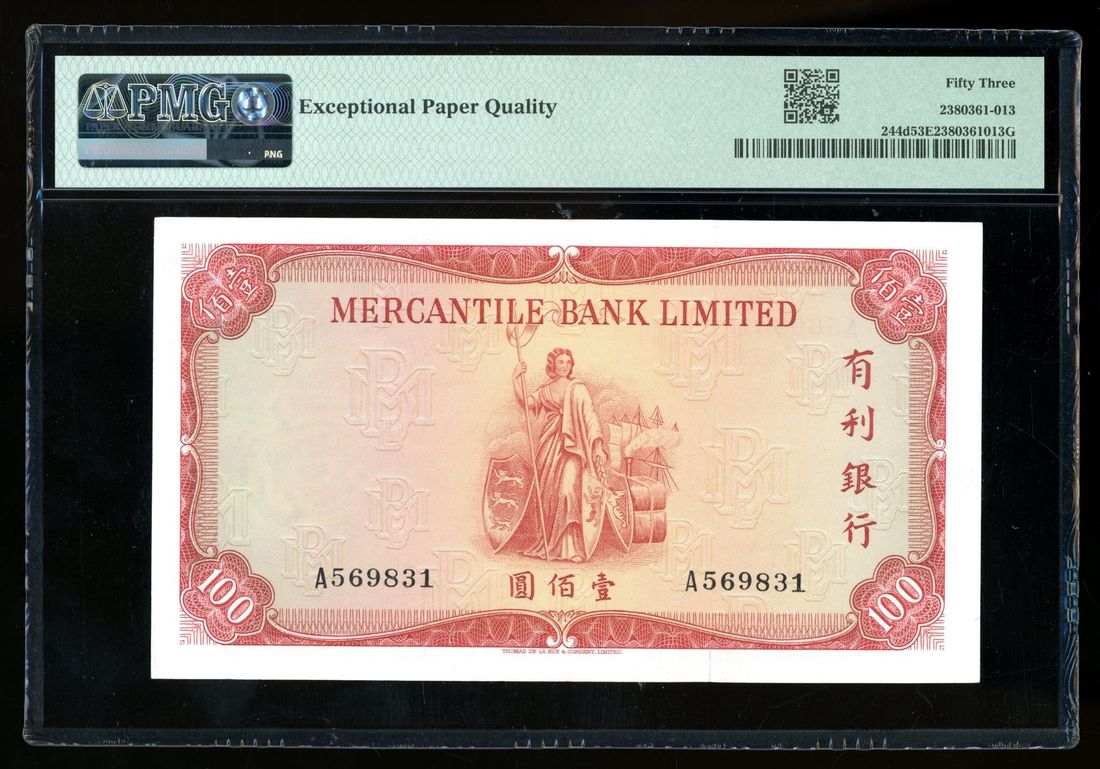 PMG
Exceptional Paper Quality
PNG
Fifty Three
2380361-013
244d53E2380361013G
佰壹
佰壹
MERCANTILE BANK LIMITED
有利銀行
A569831
圓佰壹
A569831
100
100
THOMAS DE LA RUE & COMPANY, LIMITED.